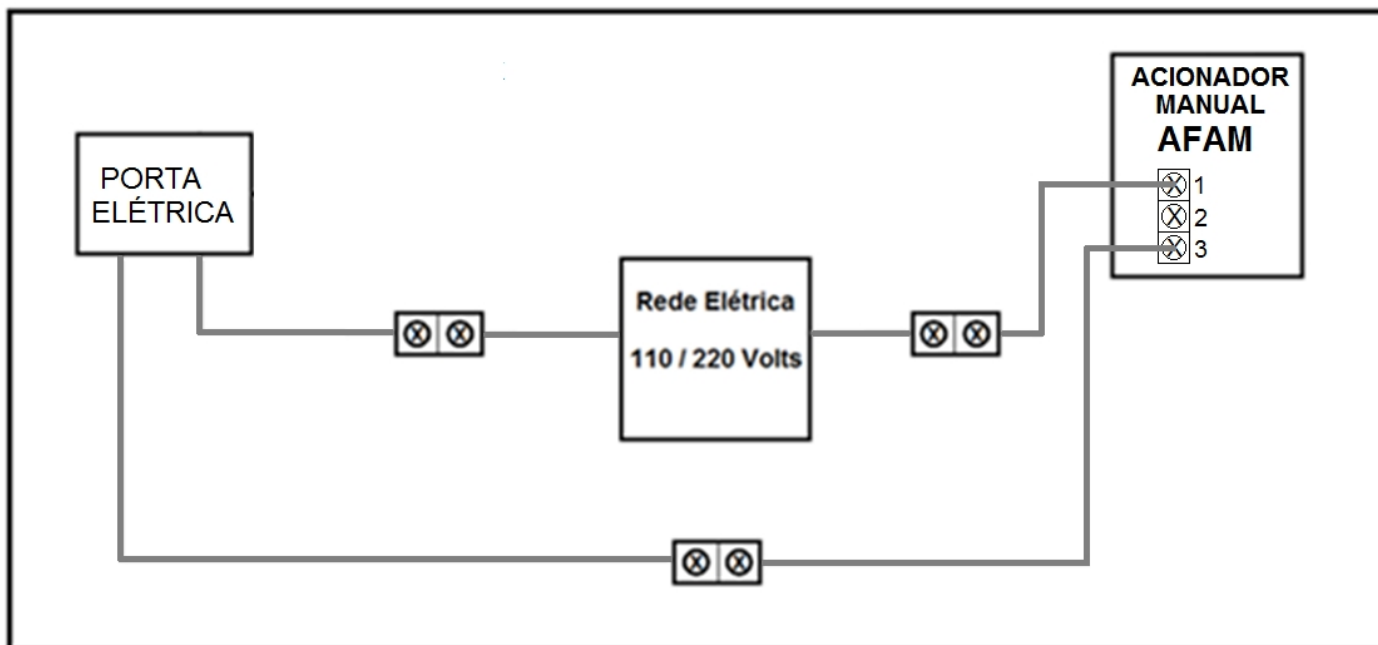 PORTA
ELÉTRICA
Rede Elétrica
110 / 220 Volts
ACIONADOR
MANUAL
AFAM
1
2
3